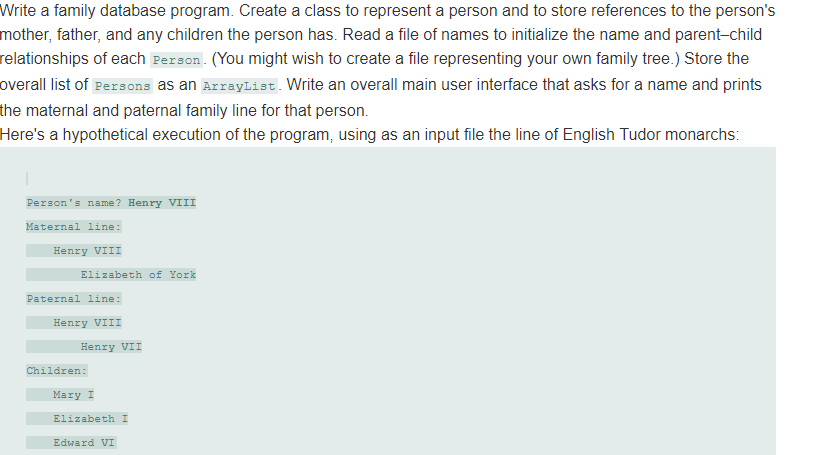 Write a family database program. Create a class to represent a person and to store references to the person's
mother, father, and any children the person has. Read a file of names to initialize the name and parent–child
relationships of each Person. (You might wish to create a file representing your own family tree.) Store the
overall list of Persons as an ArrayList. Write an overall main user interface that asks for a name and prints
the maternal and paternal family line for that person.
Here's a hypothetical execution of the program, using as an input file the line of English Tudor monarchs:
Person's name? Henry VIII
Maternal line:
Henry VIII
Elizabeth of York
Paternal line:
Henry VIII
Henry VII
Children:
Mary I
Elizabeth I
Edward VI